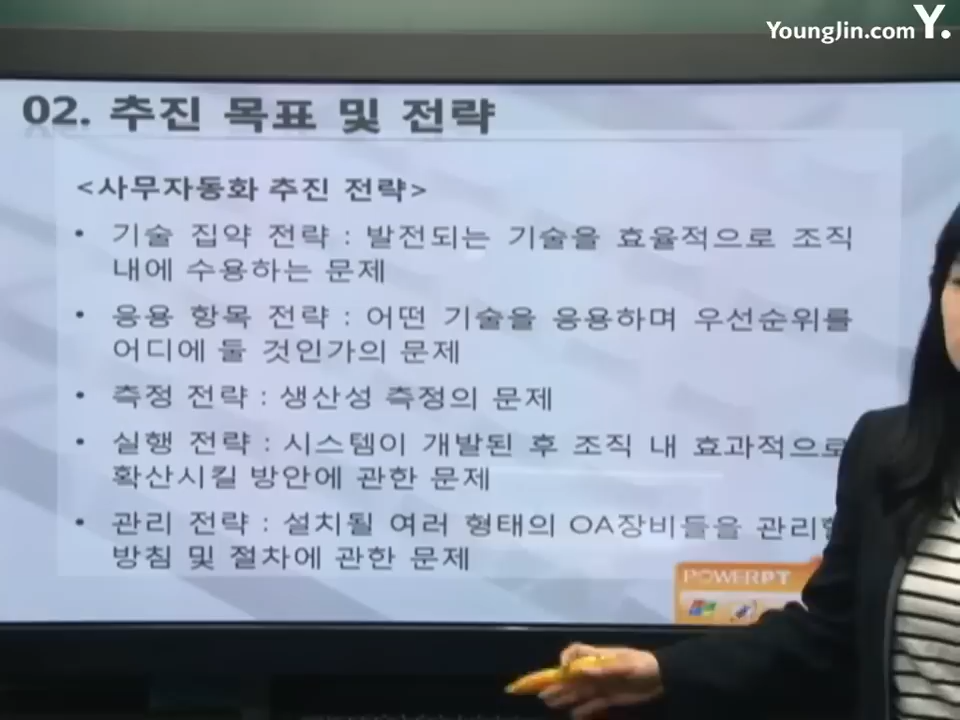 YoungJin.com Y.
02. 추진 목표 및 전략
<사무자동화 추진 전략>
• 기술 집약 전략 : 발전되는 기술을 효율적으로 조직
내에 수용하는 문제
• 응용 항목 전략 : 어떤 기술을 응용하며 우선순위를
어디에 둘 것인가의 문제
• 측정 전략 : 생산성 측정의 문제
• 실행 전략 : 시스템이 개발된 후 조직 내 효과적으로
확산시킬 방안에 관한 문제
• 관리 전략 : 설치될 여러 형태의 OA장비들을 관리할
방침 및 절차에 관한 문제
POWERPT